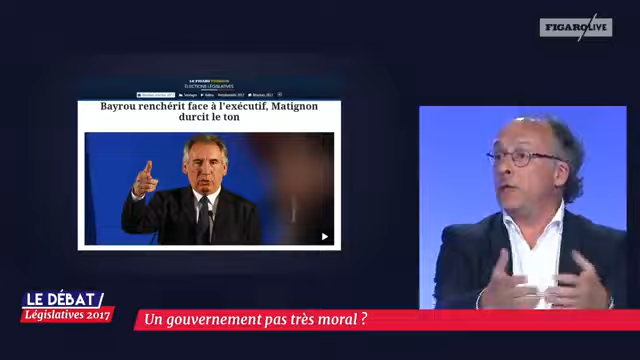 FIGARO/LIVE
LE FIGARO PREMIUM
ÉLECTIONS LÉGISLATIVES
Bayrou renchérit face à l'exécutif, Matignon
durcit le ton
LE DÉBAT/
Législatives 2017
Un gouvernement pas très moral ?